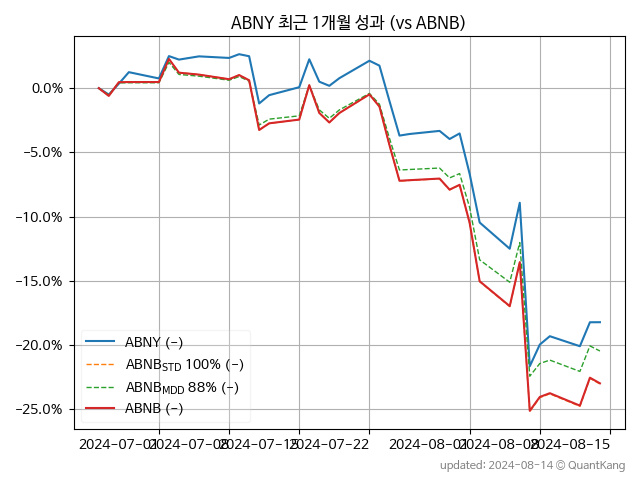 ABNY 최근 1개월 성과 (vs ABNB)
0.0%
−5.0%
−10.0%
−15.0%
−20.0%
−25.0%
ABNY (-)
ABNB_STD 100% (-)
ABNB_MDD 88% (-)
ABNB (-)
2024-07-01 2024-07-08 2024-07-15 2024-07-22 2024-08-01 2024-08-08 2024-08-15
updated: 2024-08-14 © QuantKang